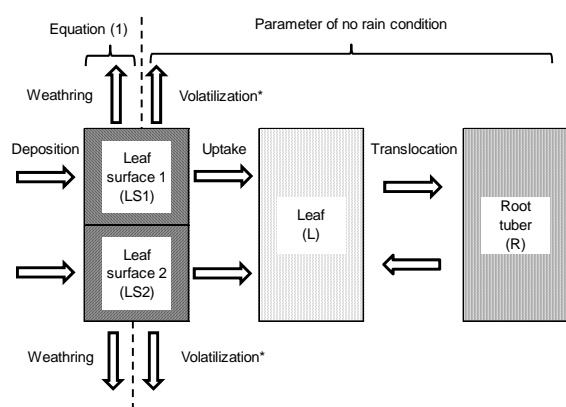 Equation (1)
Parameter of no rain condition
Weathring
Volatilization*
Deposition
Leaf
surface 1
(LS1)
Uptake
Leaf
(L)
Translocation
Root
tuber
(R)
Leaf
surface 2
(LS2)
Weathring
Volatilization*